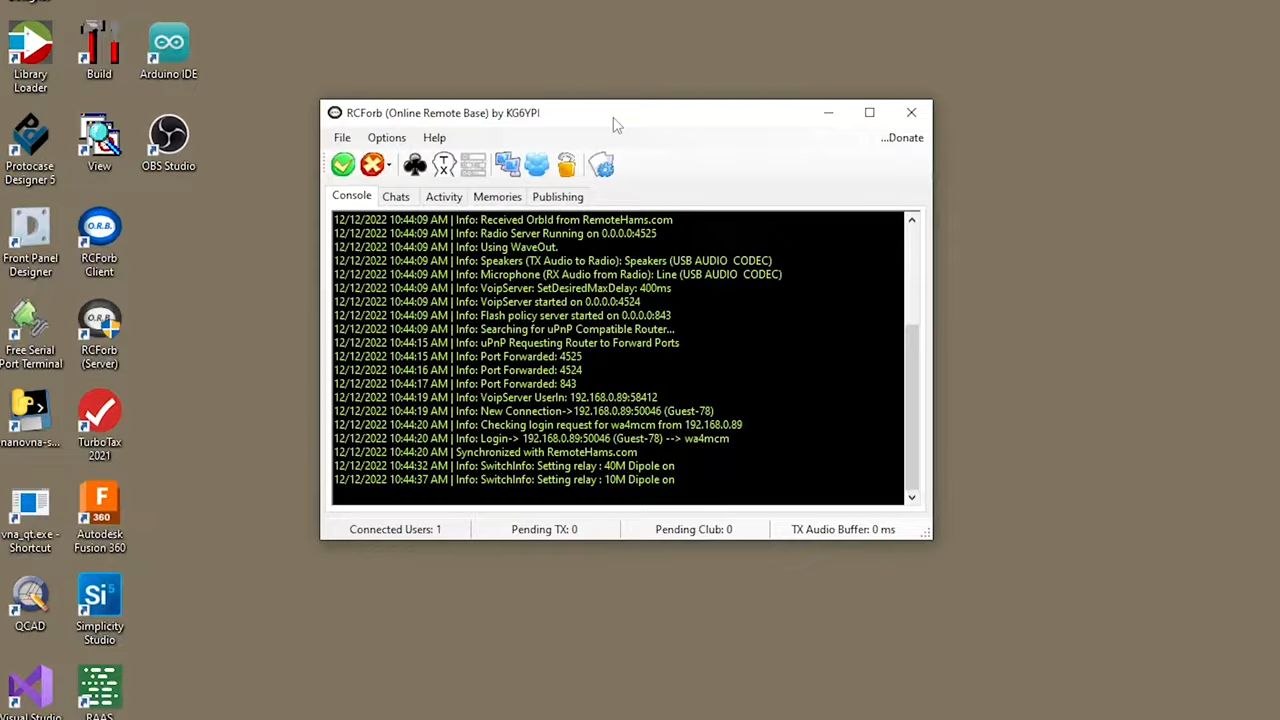 Library
Loader
Build
Arduino IDE
Protocase
Designer 5
View
OBS Studio
Front Panel
Designer
O.R.B.
RCForb
Client
Free Serial
Port Terminal
O.R.B.
RCForb
(Server)
nanovna-s...
TurboTax
2021
vna_qt.exe -
Shortcut
F
360
Autodesk
Fusion 360
QCAD
Si
5
Simplicity
Studio
Visual Studio
RAAS
RCForb (Online Remote Base) by KG6YPI
File Options Help ...Donate
T X
Console Chats Activity Memories Publishing
12/12/2022 10:44:09 AM | Info: Received OrbId from RemoteHams.com
12/12/2022 10:44:09 AM | Info: Radio Server Running on 0.0.0.0:4525
12/12/2022 10:44:09 AM | Info: Using WaveOut.
12/12/2022 10:44:09 AM | Info: Speakers (TX Audio to Radio): Speakers (USB AUDIO  CODEC)
12/12/2022 10:44:09 AM | Info: Microphone (RX Audio from Radio): Line (USB AUDIO  CODEC)
12/12/2022 10:44:09 AM | Info: VoipServer: SetDesiredMaxDelay: 400ms
12/12/2022 10:44:09 AM | Info: VoipServer started on 0.0.0.0:4524
12/12/2022 10:44:09 AM | Info: Flash policy server started on 0.0.0.0:843
12/12/2022 10:44:09 AM | Info: Searching for uPnP Compatible Router...
12/12/2022 10:44:15 AM | Info: uPnP Requesting Router to Forward Ports
12/12/2022 10:44:15 AM | Info: Port Forwarded: 4525
12/12/2022 10:44:16 AM | Info: Port Forwarded: 4524
12/12/2022 10:44:17 AM | Info: Port Forwarded: 843
12/12/2022 10:44:19 AM | Info: VoipServer UserIn: 192.168.0.89:58412
12/12/2022 10:44:19 AM | Info: New Connection->192.168.0.89:50046 (Guest-78)
12/12/2022 10:44:20 AM | Info: Checking login request for wa4mcm from 192.168.0.89
12/12/2022 10:44:20 AM | Info: Login-> 192.168.0.89:50046 (Guest-78) --> wa4mcm
12/12/2022 10:44:20 AM | Synchronized with RemoteHams.com
12/12/2022 10:44:32 AM | Info: SwitchInfo: Setting relay : 40M Dipole on
12/12/2022 10:44:37 AM | Info: SwitchInfo: Setting relay : 10M Dipole on
Connected Users: 1 Pending TX: 0 Pending Club: 0 TX Audio Buffer: 0 ms